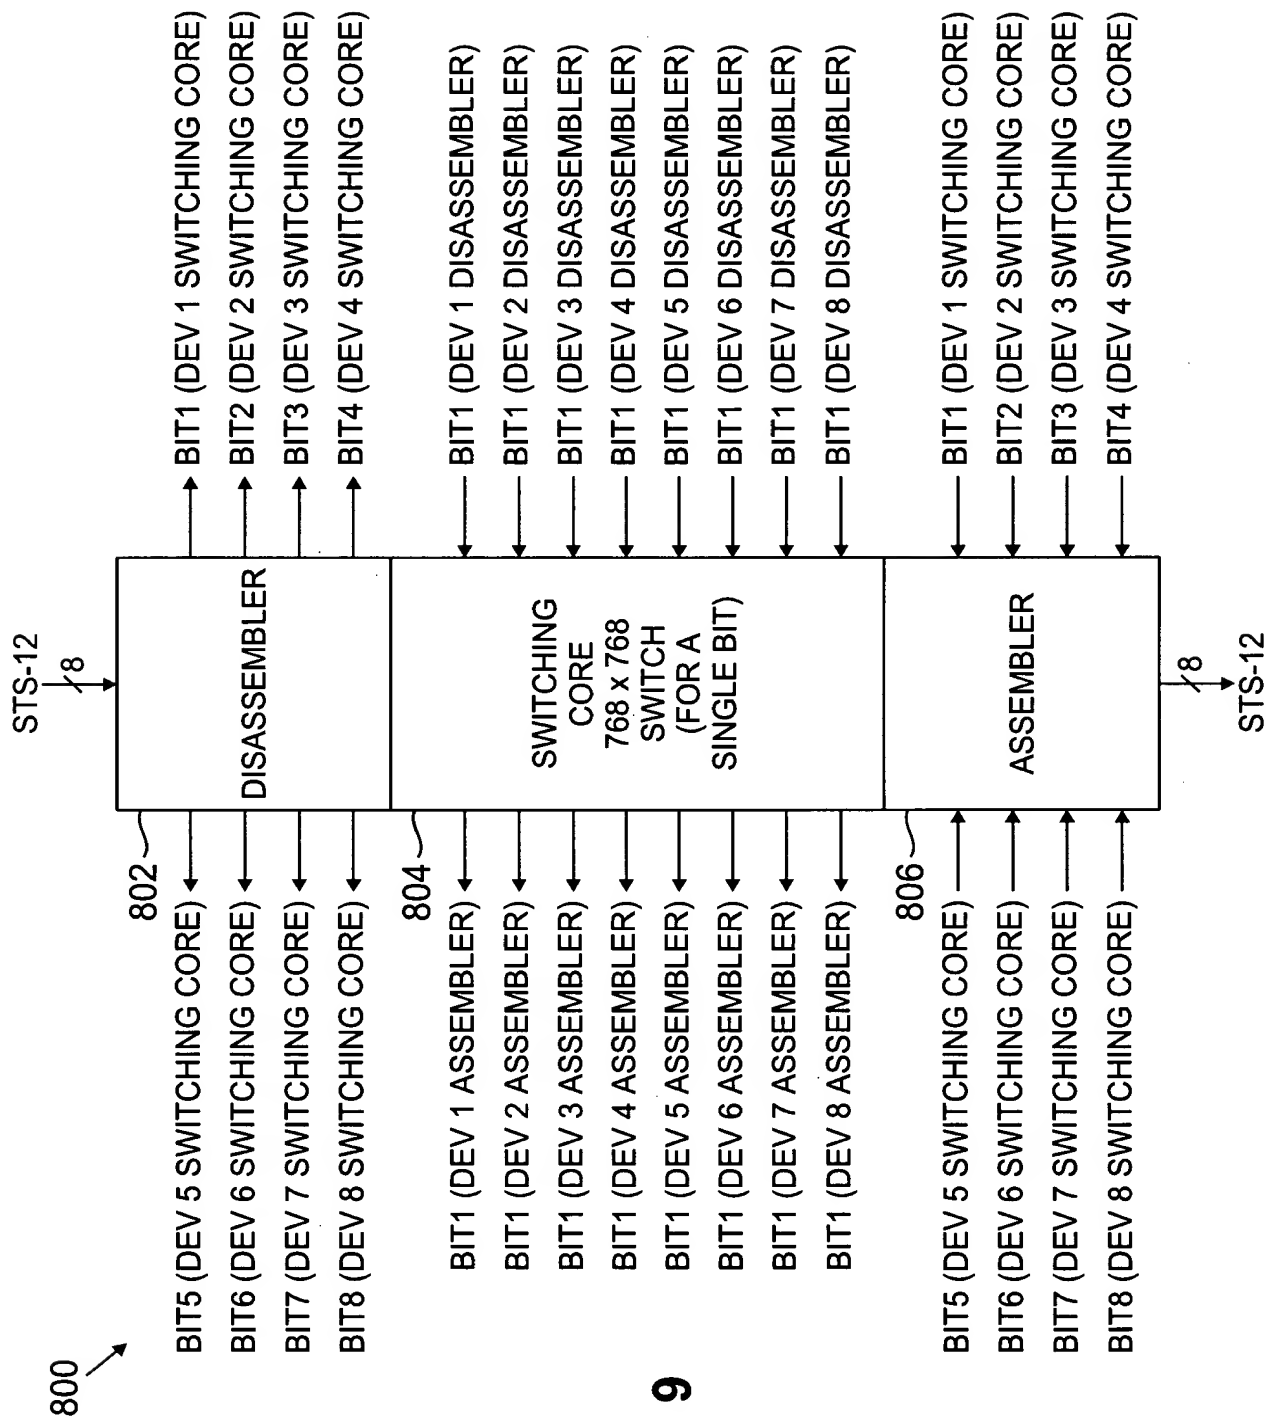 800
STS-12
8
802
DISASSEMBLER
BIT1 (DEV 1 SWITCHING CORE)
BIT2 (DEV 2 SWITCHING CORE)
BIT3 (DEV 3 SWITCHING CORE)
BIT4 (DEV 4 SWITCHING CORE)
BIT5 (DEV 5 SWITCHING CORE)
BIT6 (DEV 6 SWITCHING CORE)
BIT7 (DEV 7 SWITCHING CORE)
BIT8 (DEV 8 SWITCHING CORE)
804
SWITCHING
CORE
768 x 768
SWITCH
(FOR A
SINGLE BIT)
BIT1 (DEV 1 DISASSEMBLER)
BIT1 (DEV 2 DISASSEMBLER)
BIT1 (DEV 3 DISASSEMBLER)
BIT1 (DEV 4 DISASSEMBLER)
BIT1 (DEV 5 DISASSEMBLER)
BIT1 (DEV 6 DISASSEMBLER)
BIT1 (DEV 7 DISASSEMBLER)
BIT1 (DEV 8 DISASSEMBLER)
BIT1 (DEV 1 ASSEMBLER)
BIT1 (DEV 2 ASSEMBLER)
BIT1 (DEV 3 ASSEMBLER)
BIT1 (DEV 4 ASSEMBLER)
BIT1 (DEV 5 ASSEMBLER)
BIT1 (DEV 6 ASSEMBLER)
BIT1 (DEV 7 ASSEMBLER)
BIT1 (DEV 8 ASSEMBLER)
806
ASSEMBLER
BIT1 (DEV 1 SWITCHING CORE)
BIT2 (DEV 2 SWITCHING CORE)
BIT3 (DEV 3 SWITCHING CORE)
BIT4 (DEV 4 SWITCHING CORE)
BIT5 (DEV 5 SWITCHING CORE)
BIT6 (DEV 6 SWITCHING CORE)
BIT7 (DEV 7 SWITCHING CORE)
BIT8 (DEV 8 SWITCHING CORE)
8
STS-12
9